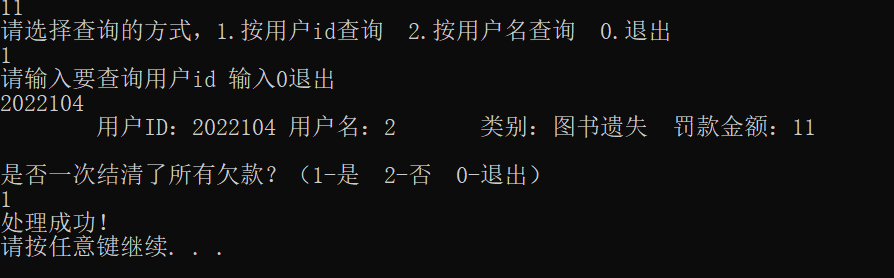 11
请选择查询的方式，1.按用户id查询  2.按用户名查询  0.退出
1
请输入要查询用户id 输入0退出
2022104
用户ID：2022104 用户名：2       类别：图书遗失  罚款金额：11
是否一次结清了所有欠款？（1-是  2-否  0-退出）
1
处理成功！
请按任意键继续. . .